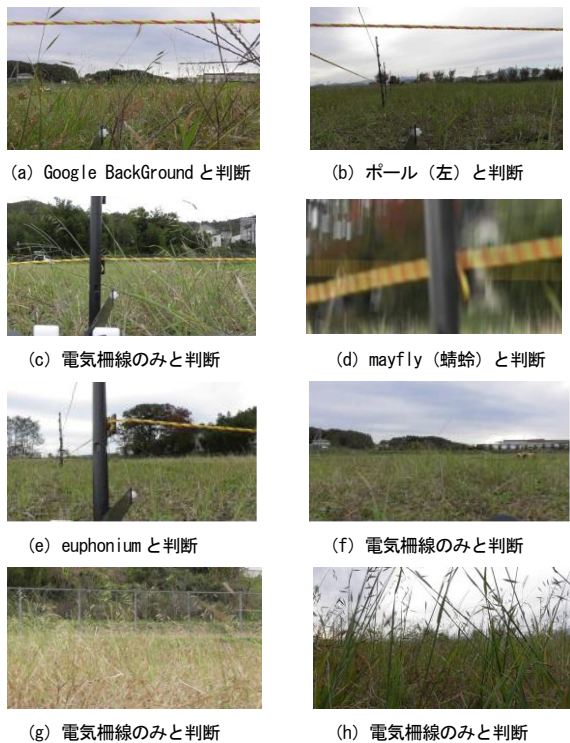 (a) Google BackGround と判断
(b) ポール（左）と判断
(c) 電気柵線のみと判断
(d) mayfly（蜻蛉）と判断
(e) euphonium と判断
(f) 電気柵線のみと判断
(g) 電気柵線のみと判断
(h) 電気柵線のみと判断